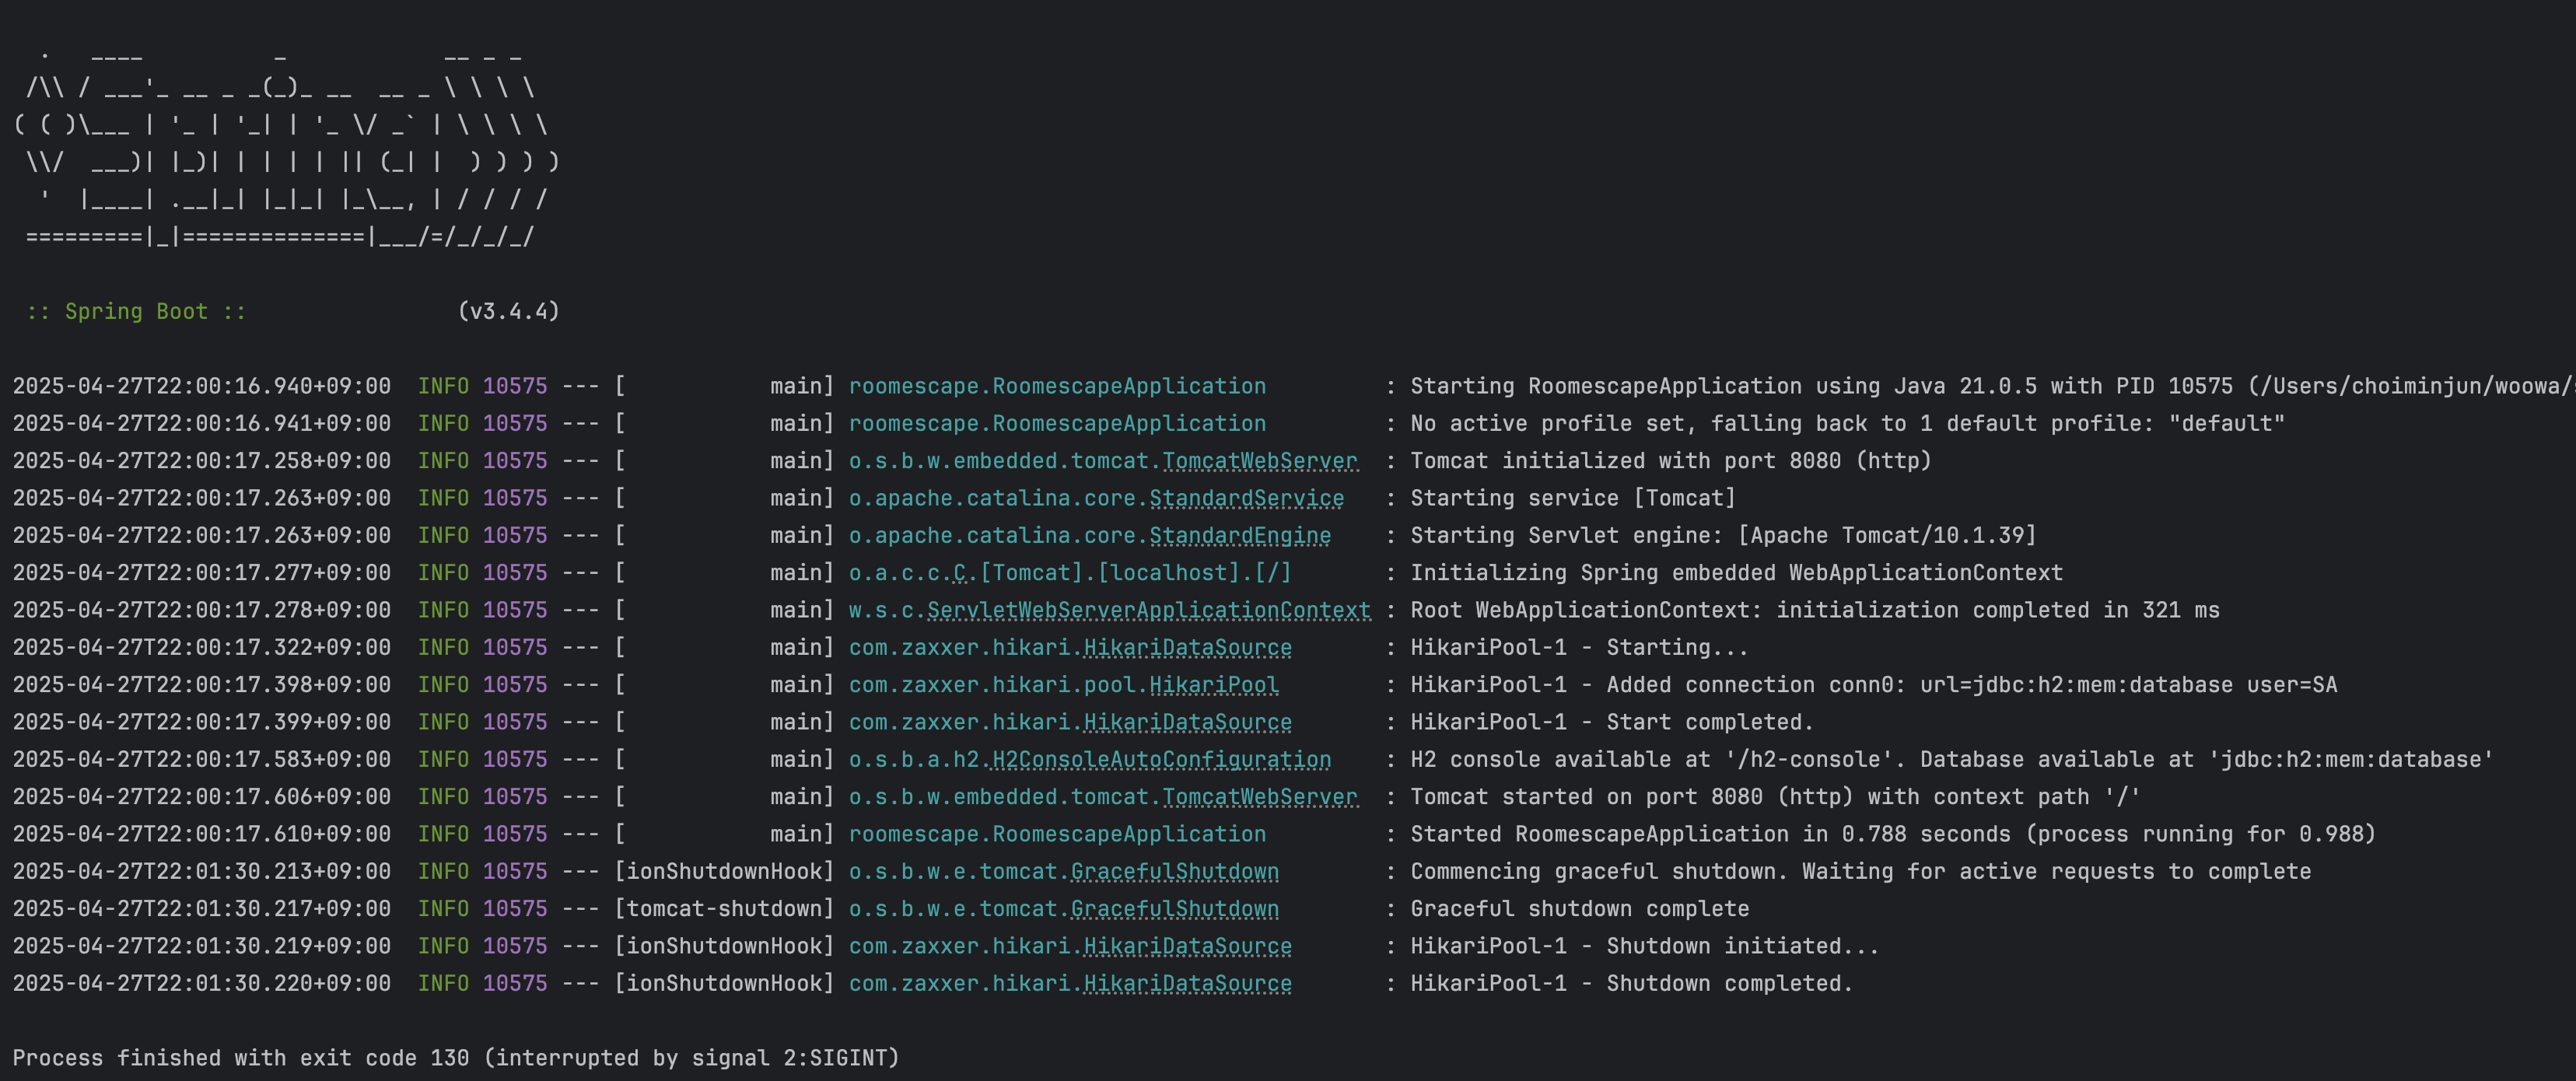 .   ____          _            __ _ _
 /\\ / ___'_ __ _ _(_)_ __  __ _ \ \ \ \
( ( )\___ | '_ | '_| | '_ \/ _` | \ \ \ \
 \\/  ___)| |_)| | | | | || (_| |  ) ) ) )
  '  |____| .__|_| |_|_| |_\__, | / / / /
 =========|_|==============|___/=/_/_/_/

 :: Spring Boot ::                (v3.4.4)

2025-04-27T22:00:16.940+09:00  INFO 10575 --- [           main] roomescape.RoomescapeApplication         : Starting RoomescapeApplication using Java 21.0.5 with PID 10575 (/Users/choiminjun/woowa/
2025-04-27T22:00:16.941+09:00  INFO 10575 --- [           main] roomescape.RoomescapeApplication         : No active profile set, falling back to 1 default profile: "default"
2025-04-27T22:00:17.258+09:00  INFO 10575 --- [           main] o.s.b.w.embedded.tomcat.TomcatWebServer  : Tomcat initialized with port 8080 (http)
2025-04-27T22:00:17.263+09:00  INFO 10575 --- [           main] o.apache.catalina.core.StandardService   : Starting service [Tomcat]
2025-04-27T22:00:17.263+09:00  INFO 10575 --- [           main] o.apache.catalina.core.StandardEngine    : Starting Servlet engine: [Apache Tomcat/10.1.39]
2025-04-27T22:00:17.277+09:00  INFO 10575 --- [           main] o.a.c.c.C.[Tomcat].[localhost].[/]       : Initializing Spring embedded WebApplicationContext
2025-04-27T22:00:17.278+09:00  INFO 10575 --- [           main] w.s.c.ServletWebServerApplicationContext : Root WebApplicationContext: initialization completed in 321 ms
2025-04-27T22:00:17.322+09:00  INFO 10575 --- [           main] com.zaxxer.hikari.HikariDataSource       : HikariPool-1 - Starting...
2025-04-27T22:00:17.398+09:00  INFO 10575 --- [           main] com.zaxxer.hikari.pool.HikariPool        : HikariPool-1 - Added connection conn0: url=jdbc:h2:mem:database user=SA
2025-04-27T22:00:17.399+09:00  INFO 10575 --- [           main] com.zaxxer.hikari.HikariDataSource       : HikariPool-1 - Start completed.
2025-04-27T22:00:17.583+09:00  INFO 10575 --- [           main] o.s.b.a.h2.H2ConsoleAutoConfiguration    : H2 console available at '/h2-console'. Database available at 'jdbc:h2:mem:database'
2025-04-27T22:00:17.606+09:00  INFO 10575 --- [           main] o.s.b.w.embedded.tomcat.TomcatWebServer  : Tomcat started on port 8080 (http) with context path '/'
2025-04-27T22:00:17.610+09:00  INFO 10575 --- [           main] roomescape.RoomescapeApplication         : Started RoomescapeApplication in 0.788 seconds (process running for 0.988)
2025-04-27T22:01:30.213+09:00  INFO 10575 --- [ionShutdownHook] o.s.b.w.e.tomcat.GracefulShutdown        : Commencing graceful shutdown. Waiting for active requests to complete
2025-04-27T22:01:30.217+09:00  INFO 10575 --- [tomcat-shutdown] o.s.b.w.e.tomcat.GracefulShutdown        : Graceful shutdown complete
2025-04-27T22:01:30.219+09:00  INFO 10575 --- [ionShutdownHook] com.zaxxer.hikari.HikariDataSource       : HikariPool-1 - Shutdown initiated...
2025-04-27T22:01:30.220+09:00  INFO 10575 --- [ionShutdownHook] com.zaxxer.hikari.HikariDataSource       : HikariPool-1 - Shutdown completed.

Process finished with exit code 130 (interrupted by signal 2:SIGINT)